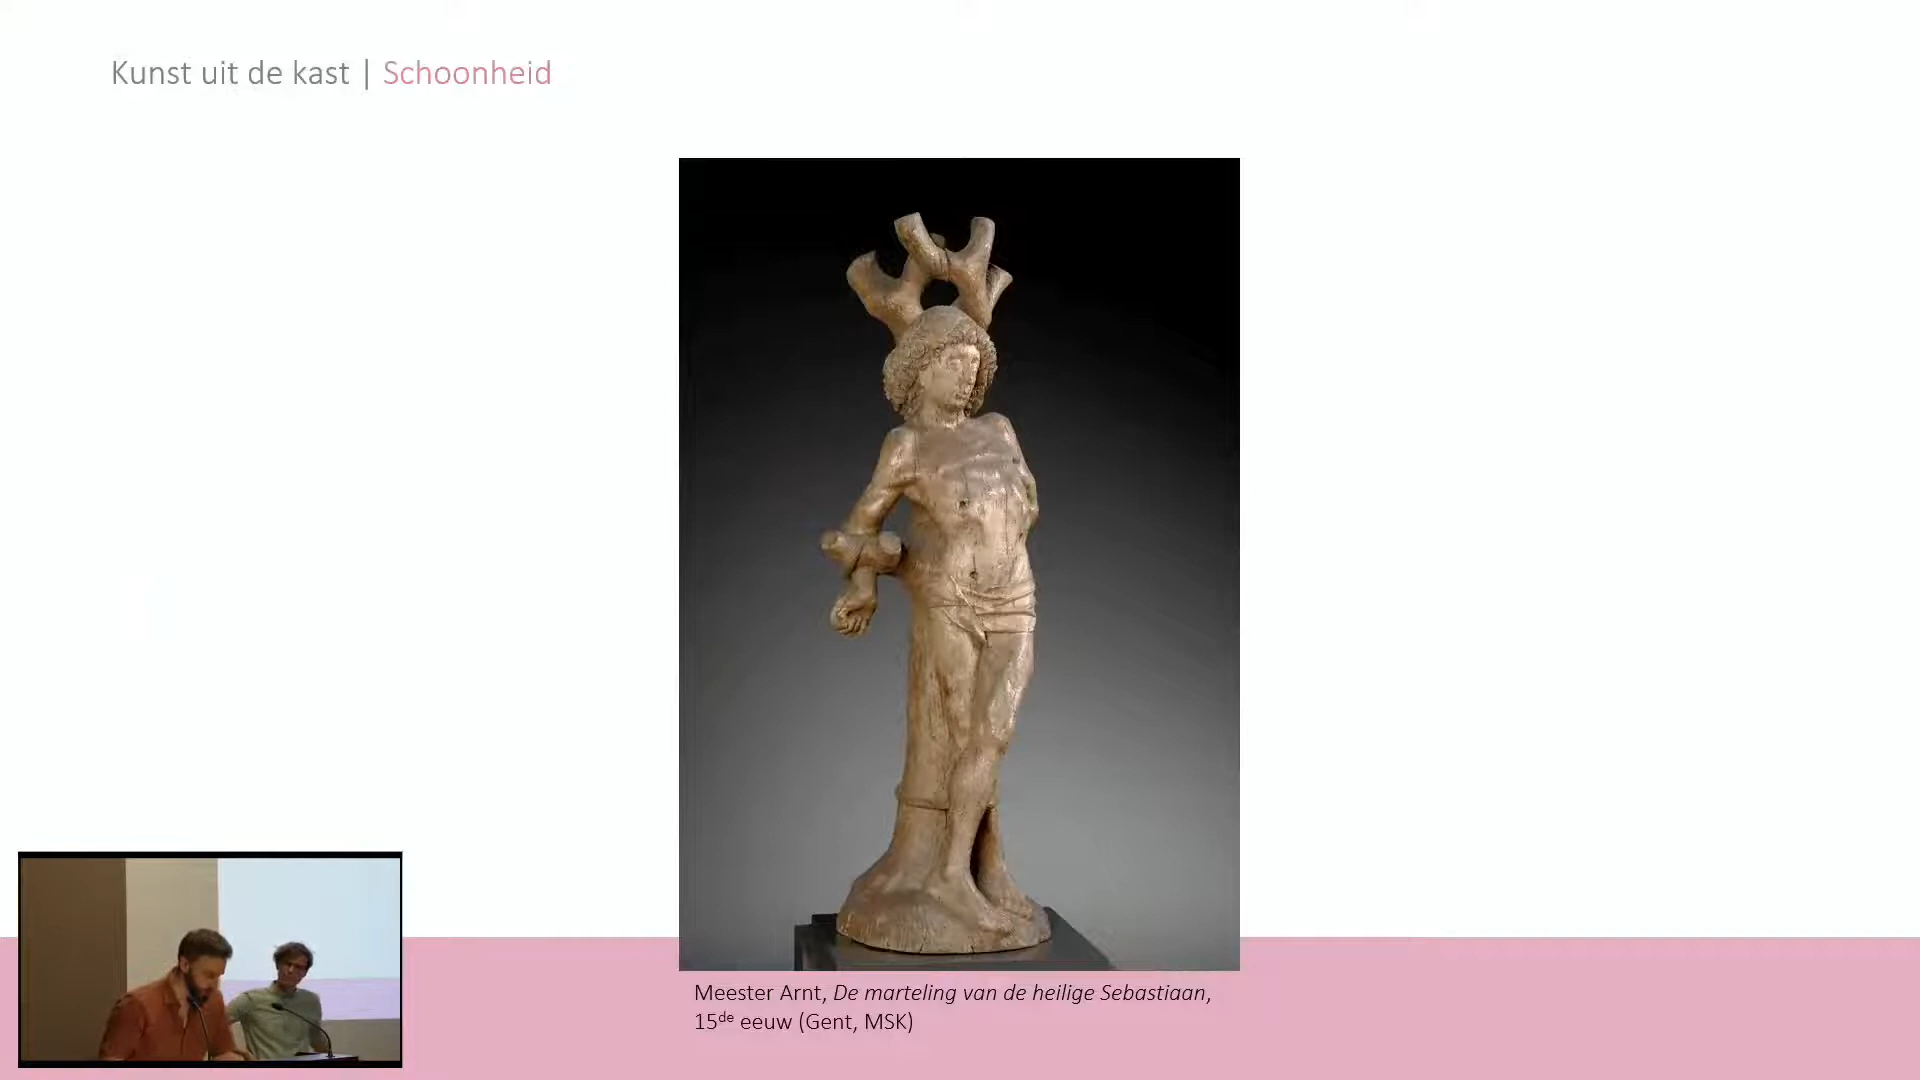 Kunst uit de kast | Schoonheid
Meester Arnt, De marteling van de heilige Sebastiaan,
15de eeuw (Gent, MSK)